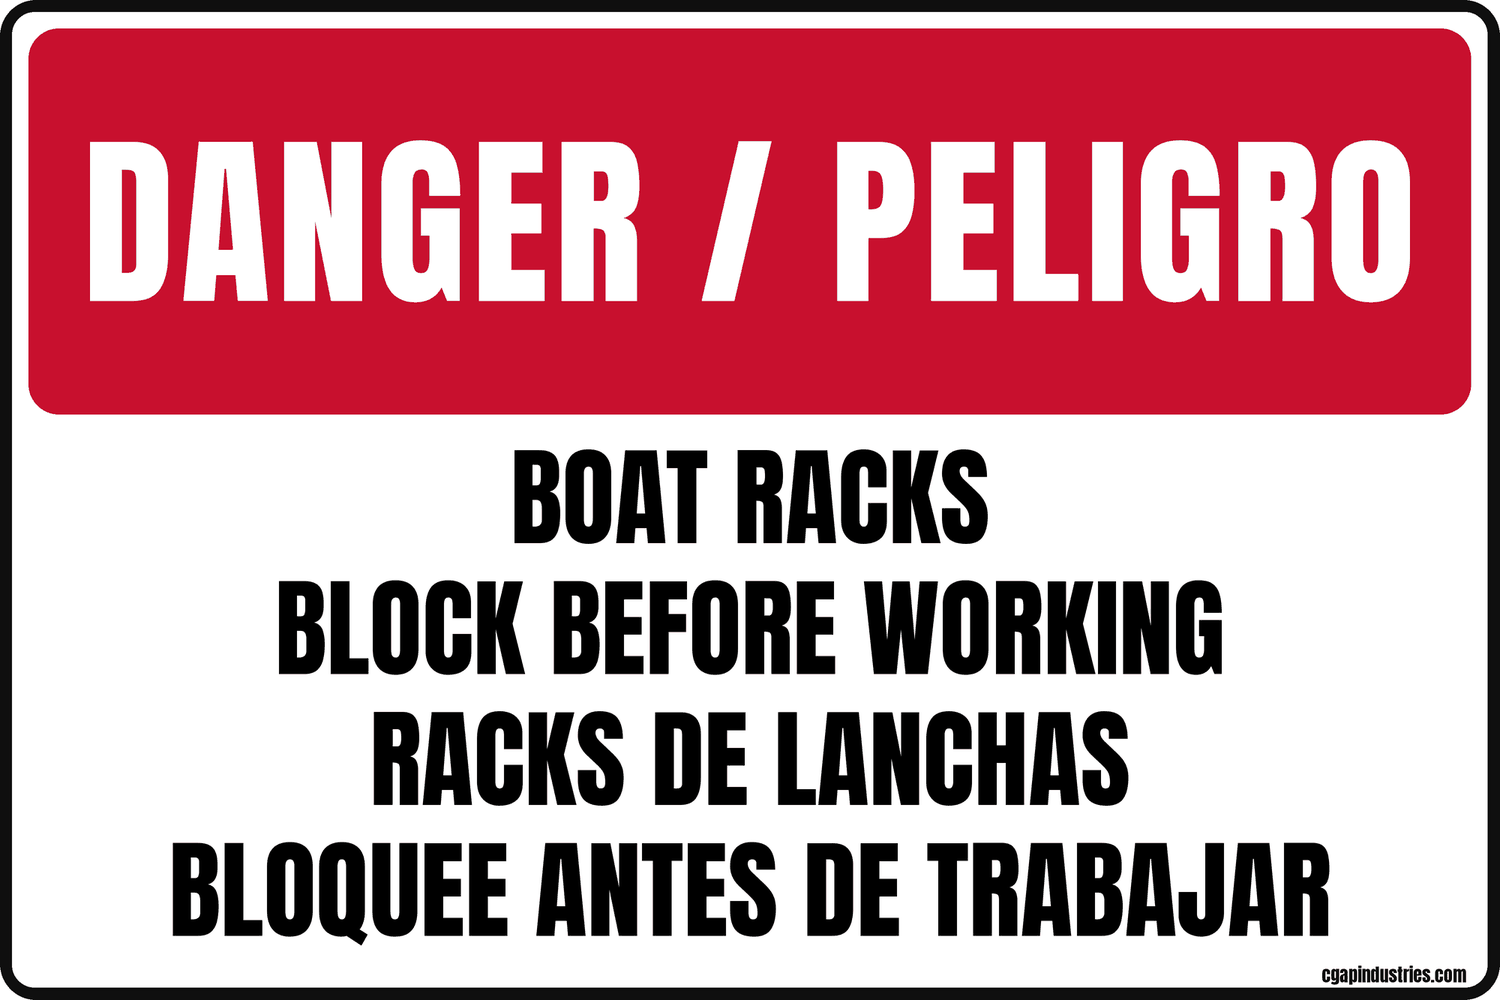 DANGER / PELIGRO
BOAT RACKS
BLOCK BEFORE WORKING
RACKS DE LANCHAS
BLOQUEE ANTES DE TRABAJAR
cgapindustries.com